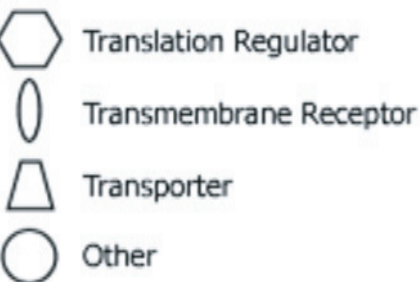 Translation Regulator
Transmembrane Receptor
Transporter
Other